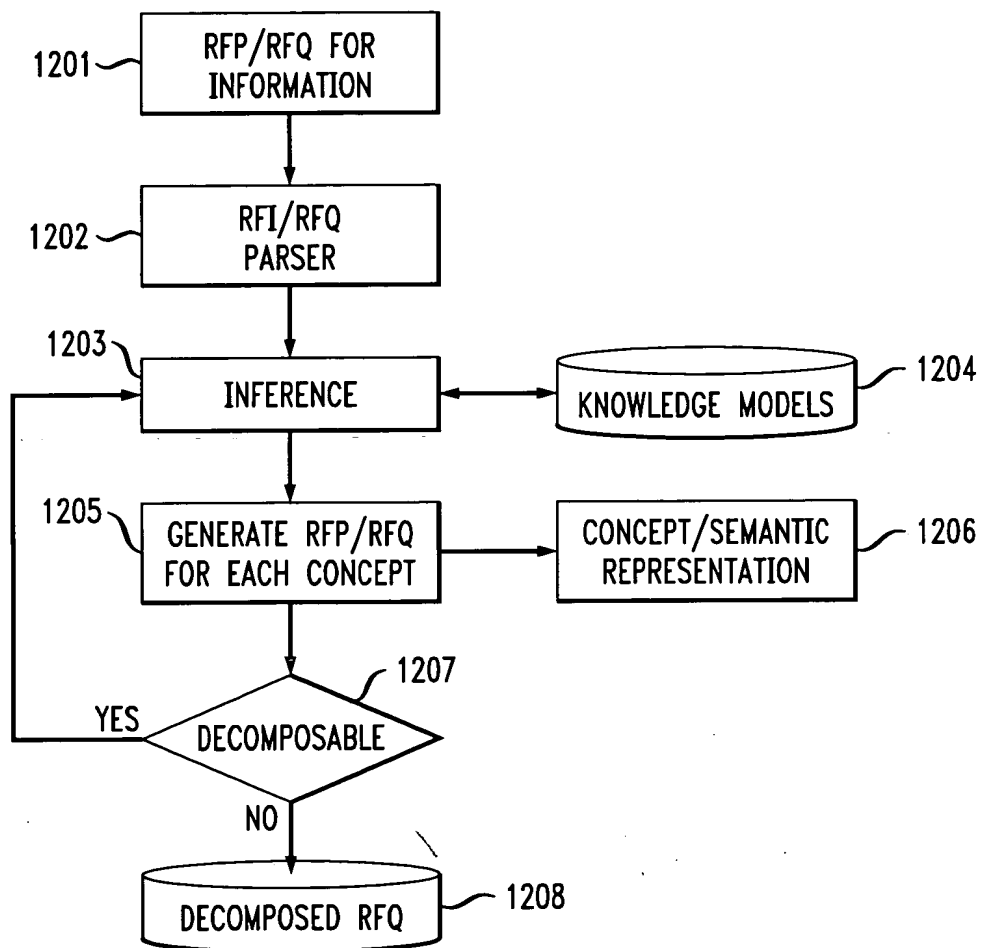 1201
RFP/RFQ FOR
INFORMATION
1202
RFI/RFQ
PARSER
1203
INFERENCE
1204
KNOWLEDGE MODELS
1205
GENERATE RFP/RFQ
FOR EACH CONCEPT
1206
CONCEPT/SEMANTIC
REPRESENTATION
1207
YES
DECOMPOSABLE
NO
DECOMPOSED RFQ
1208